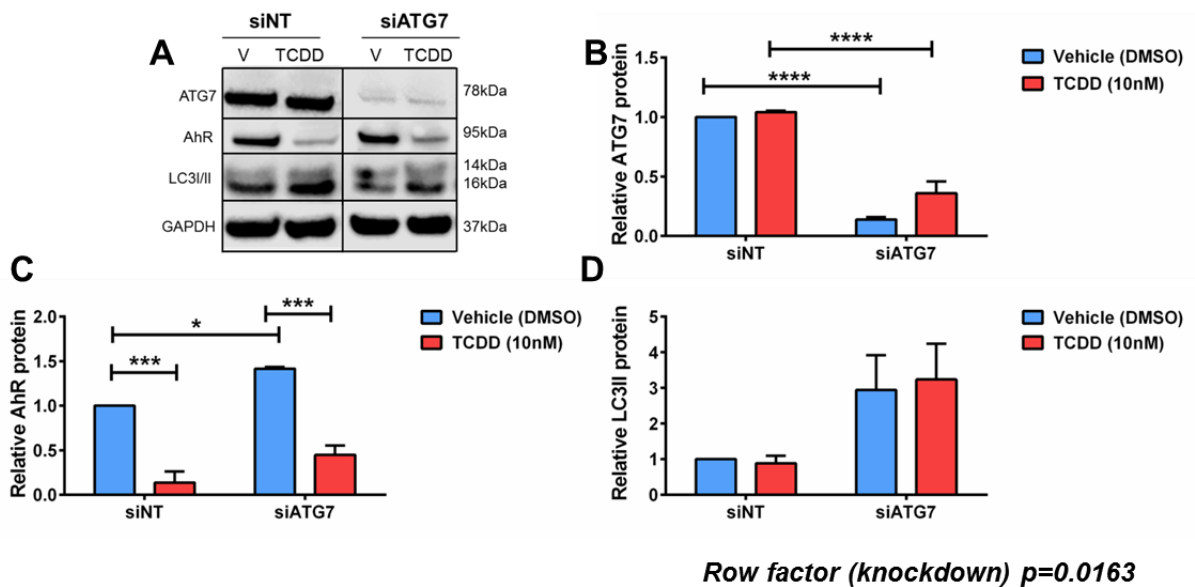 A
siNT siATG7
V TCDD V TCDD
ATG7 78kDa
AhR 95kDa
LC3I/II 14kDa
16kDa
GAPDH 37kDa
B
Relative ATG7 protein
1.5
1.0
0.5
0.0
****
****
siNT siATG7
Vehicle (DMSO)
TCDD (10nM)
C
Relative AhR protein
2.0
1.5
1.0
0.5
0.0
***
*
***
siNT siATG7
Vehicle (DMSO)
TCDD (10nM)
D
Relative LC3II protein
5
4
3
2
1
0
siNT siATG7
Vehicle (DMSO)
TCDD (10nM)
Row factor (knockdown) p=0.0163